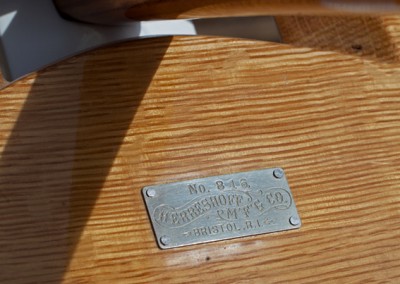 No. 813.
HERRESHOFF
M'F'G CO.
BRISTOL, R.I.